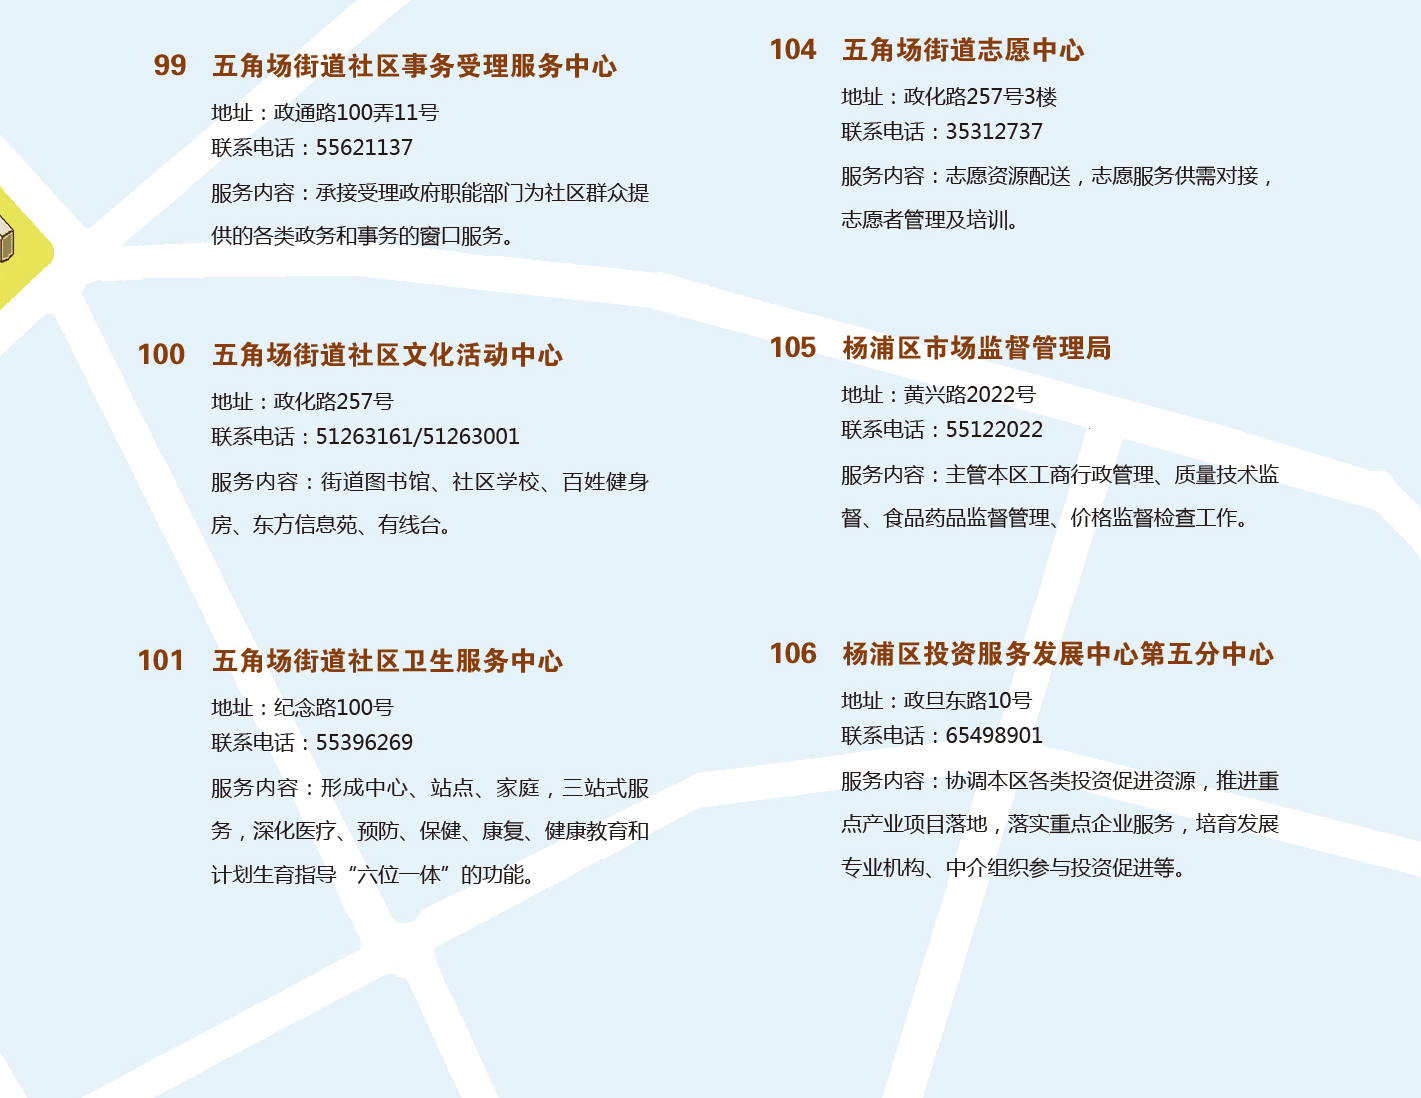 99 五角场街道社区事务受理服务中心
地址：政通路100弄11号
联系电话：55621137
服务内容：承接受理政府职能部门为社区群众提
供的各类政务和事务的窗口服务。
100 五角场街道社区文化活动中心
地址：政化路257号
联系电话：51263161/51263001
服务内容：街道图书馆、社区学校、百姓健身
房、东方信息苑、有线台。
101 五角场街道社区卫生服务中心
地址：纪念路100号
联系电话：55396269
服务内容：形成中心、站点、家庭，三站式服
务，深化医疗、预防、保健、康复、健康教育和
计划生育指导“六位一体”的功能。
104 五角场街道志愿中心
地址：政化路257号3楼
联系电话：35312737
服务内容：志愿资源配送，志愿服务供需对接，
志愿者管理及培训。
105 杨浦区市场监督管理局
地址：黄兴路2022号
联系电话：55122022
服务内容：主管本区工商行政管理、质量技术监
督、食品药品监督管理、价格监督检查工作。
106 杨浦区投资服务发展中心第五分中心
地址：政旦东路10号
联系电话：65498901
服务内容：协调本区各类投资促进资源，推进重
点产业项目落地，落实重点企业服务，培育发展
专业机构、中介组织参与投资促进等。